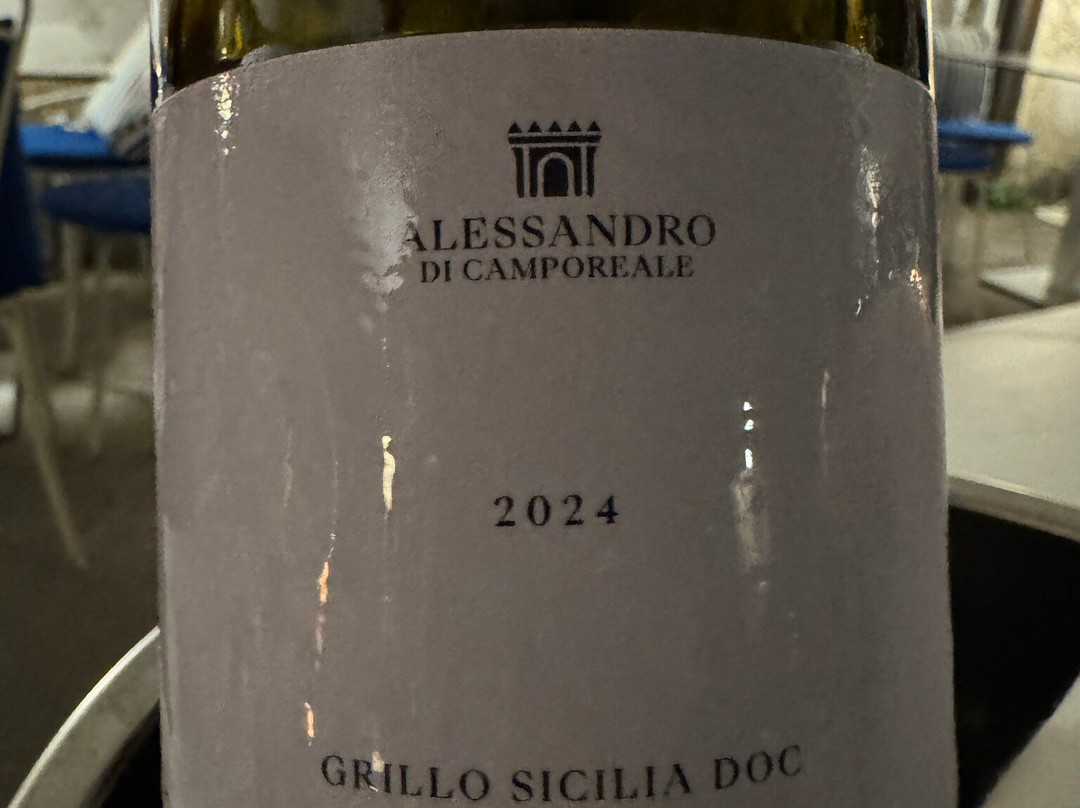 ALESSANDRO
DI CAMPOREALE
2024
GRILLO SICILIA DOC